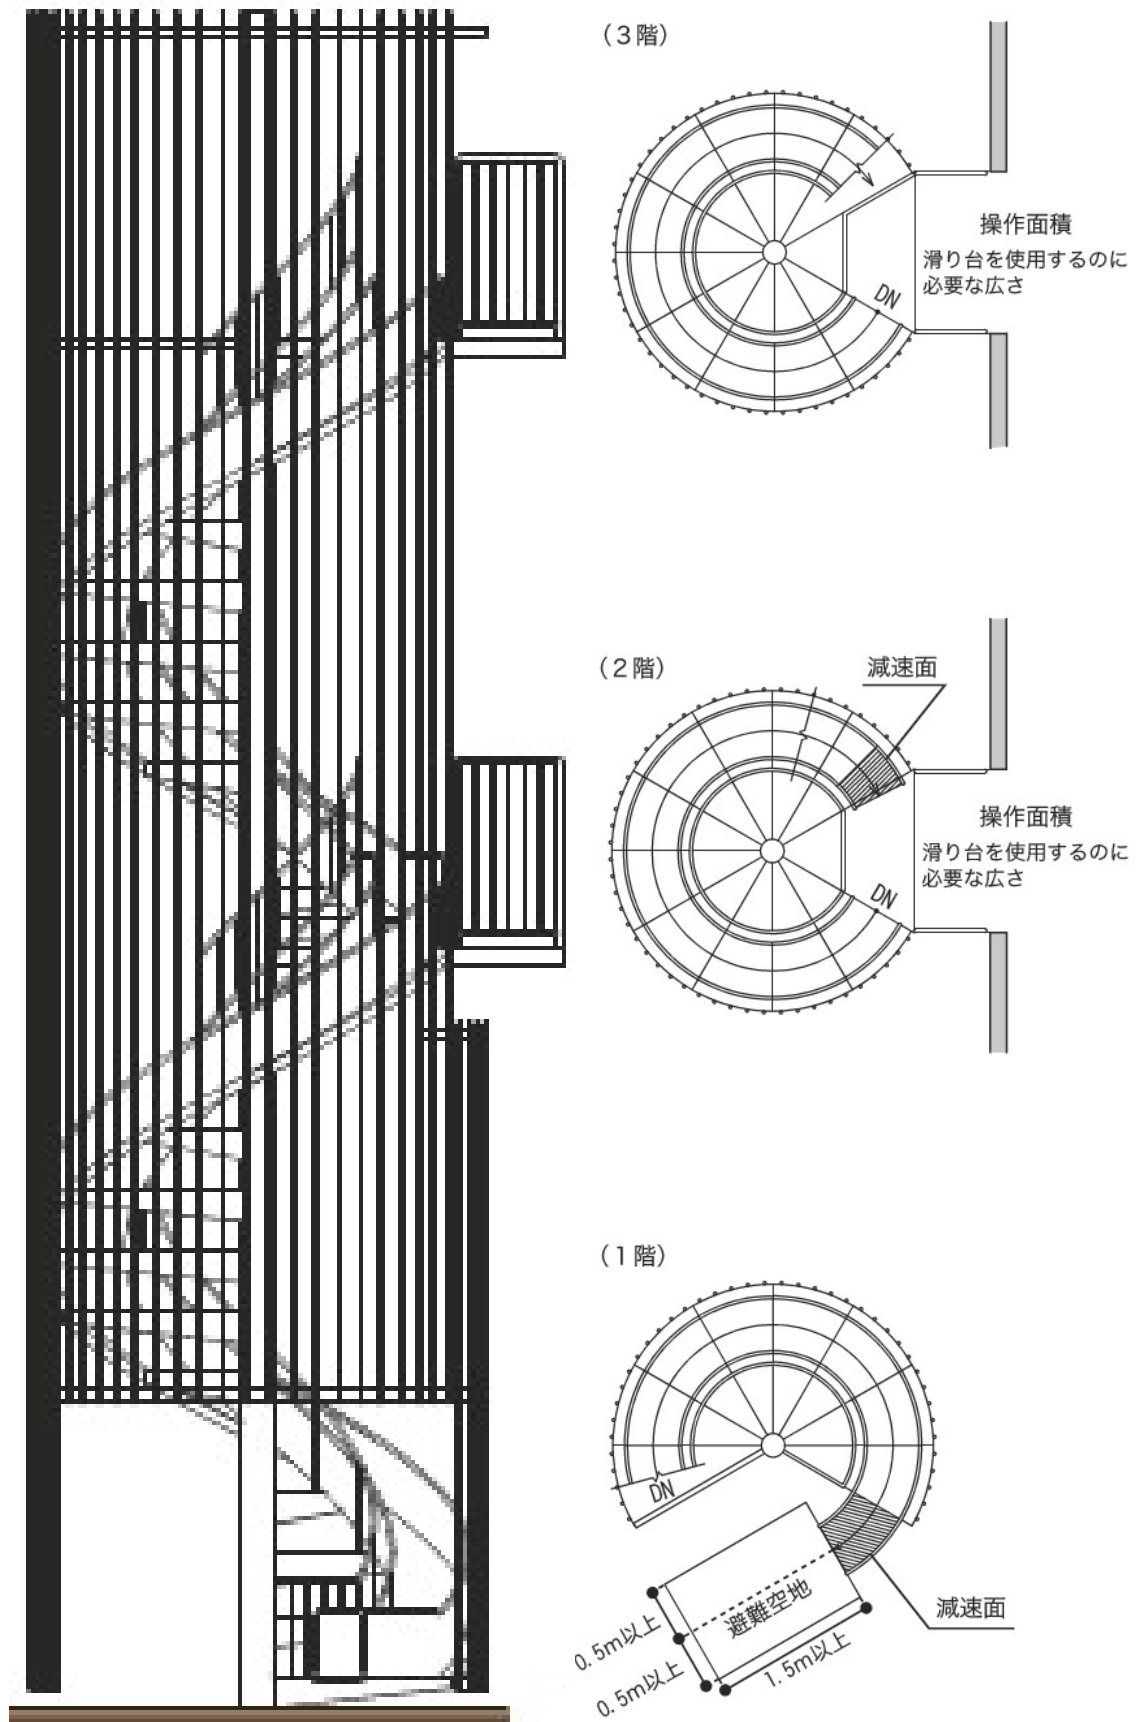 （３階）
操作面積
滑り台を使用するのに
必要な広さ
DN
（２階）
減速面
操作面積
滑り台を使用するのに
必要な広さ
DN
（１階）
DN
避難空地
減速面
0.5m以上
0.5m以上
1.5m以上